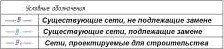 Условные обозначения
В Существующие сети, не подлежащие замене
В Существующие сети, подлежащие замене
В Сети, проектируемые для строительства